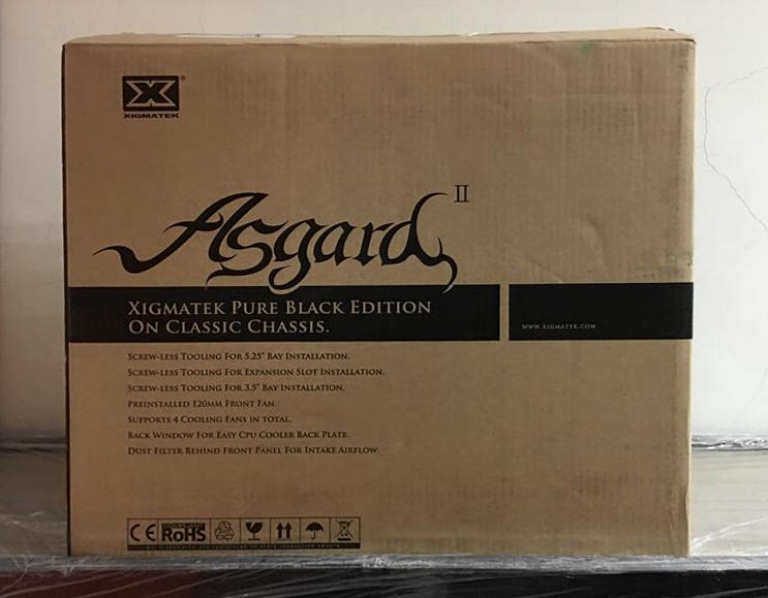 XIGMATEK
Asgard II
XIGMATEK PURE BLACK EDITION
ON CLASSIC CHASSIS.
WWW.XIGMATEK.COM
SCREW-LESS TOOLING FOR 5.25" BAY INSTALLATION.
SCREW-LESS TOOLING FOR EXPANSION SLOT INSTALLATION.
SCREW-LESS TOOLING FOR 3.5" BAY INSTALLATION.
PREINSTALLED 120MM FRONT FAN.
SUPPORTS 4 COOLING FANS IN TOTAL.
BACK WINDOW FOR EASY CPU COOLER BACK PLATE.
DUST FILTER BEHIND FRONT PANEL FOR INTAKE AIRFLOW.
CE RoHS